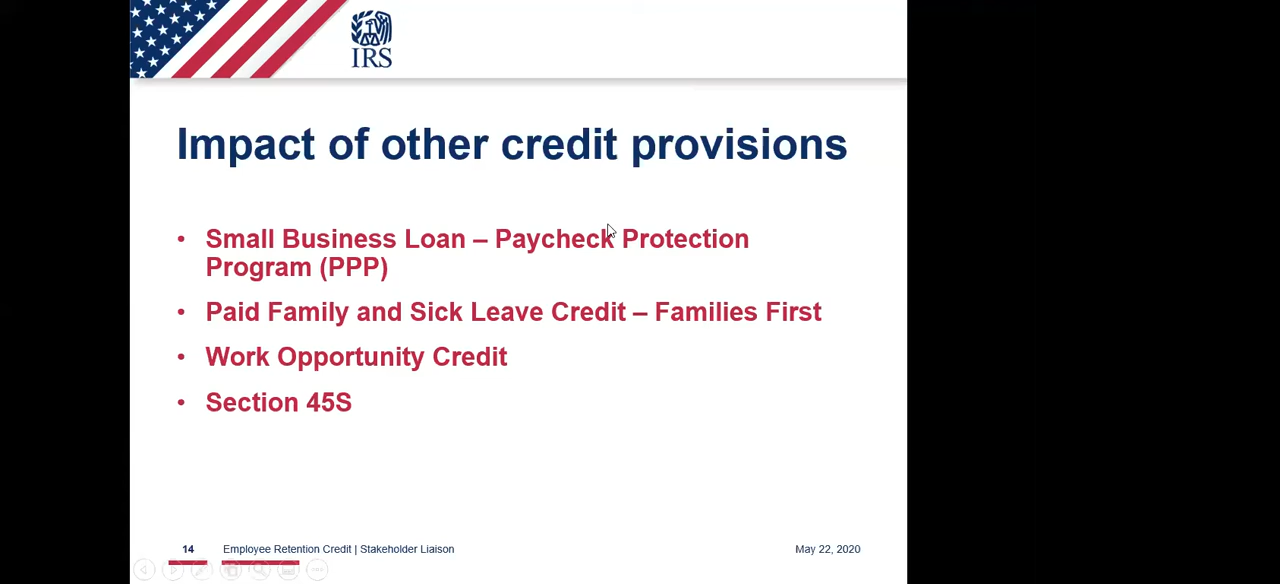 IRS
Impact of other credit provisions
• Small Business Loan – Paycheck Protection
Program (PPP)
• Paid Family and Sick Leave Credit – Families First
• Work Opportunity Credit
• Section 45S
14 Employee Retention Credit | Stakeholder Liaison May 22, 2020